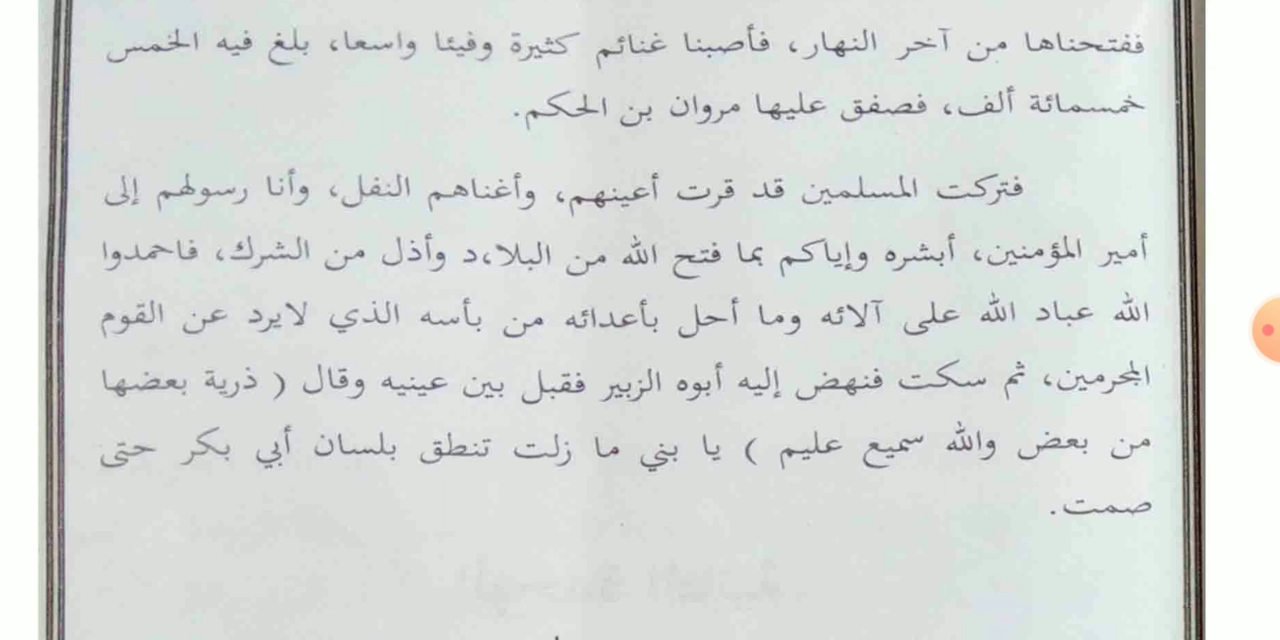 ففتحناها من آخر النهار، فأصبنا غنائم كثيرة وفيئا واسعا، بلغ فيه الخمس
خمسمائة ألف، فصفق عليها مروان بن الحكم.
فتركت المسلمين قد قرت أعينهم، وأغناهم النفل، وأنا رسولهم إلى
أمير المؤمنين، أبشره وإياكم بما فتح الله من البلا،د وأذل من الشرك، فاحمدوا
الله عباد الله على آلائه وما أحل بأعدائه من بأسه الذي لايرد عن القوم
المجرمين، ثم سكت فنهض إليه أبوه الزبير فقبل بين عينيه وقال ( ذرية بعضها
من بعض والله سميع عليم ) يا بني ما زلت تنطق بلسان أبي بكر حتى
صمت.